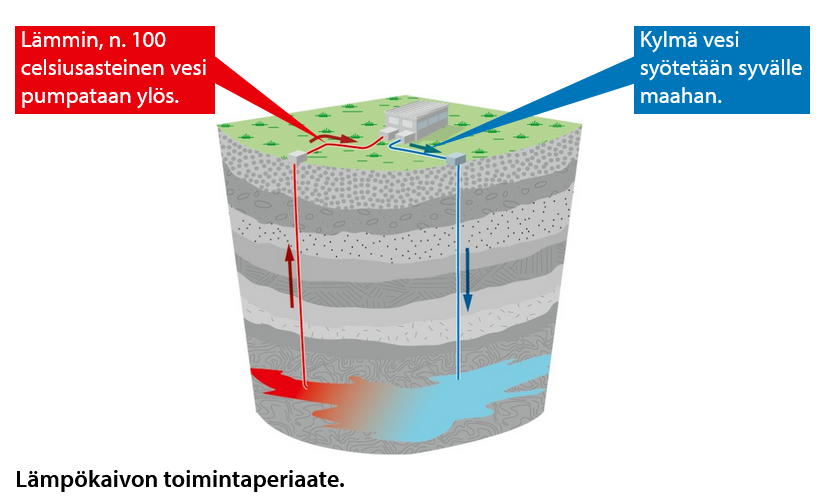 Lämmin, n. 100
celsiusasteinen vesi
pumpataan ylös.
Kylmä vesi
syötetään syvälle
maahan.
Lämpökaivon toimintaperiaate.